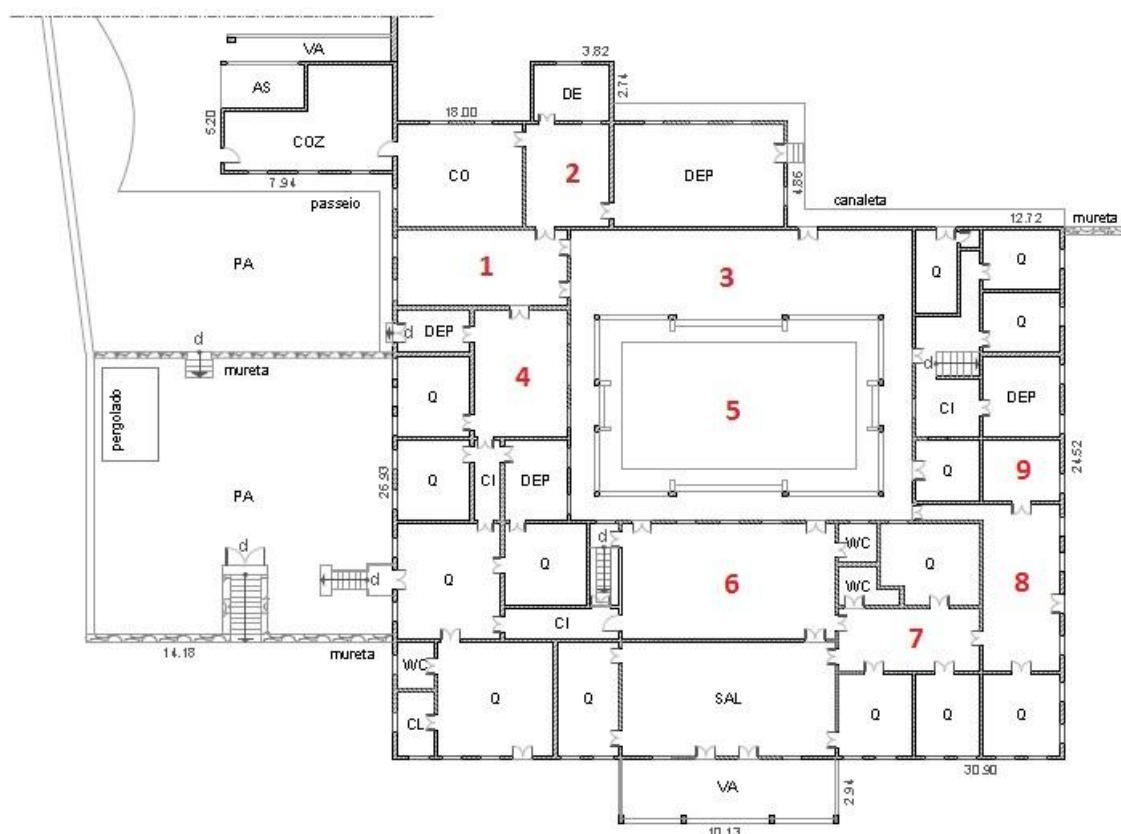 VA
3.82
AS
DE
2.74
5.20
18.00
COZ
CO
2
DEP
4.86
7.94
passeio
canaleta
12.72
mureta
PA
1
3
Q
Q
Q
d
DEP
d
mureta
4
d
pergolado
Q
5
CI
DEP
24.52
PA
26.93
Q
CI
DEP
Q
9
d
d
d
Q
Q
6
WC
Q
WC
8
CI
7
14.18
mureta
WC
Q
Q
SAL
Q
Q
Q
CL
30.90
VA
2.94
10.13